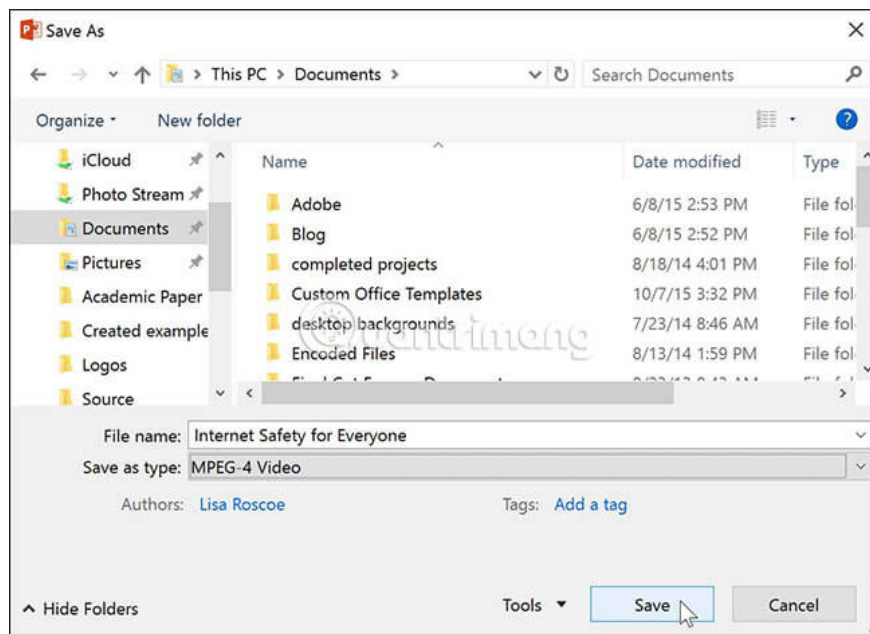 Save As
This PC > Documents >
Search Documents
Organize
New folder
iCloud
Photo Stream
Documents
Pictures
Academic Paper
Created example
Logos
Source
Name Date modified Type
Adobe 6/8/15 2:53 PM File fol
Blog 6/8/15 2:52 PM File fol
completed projects 8/18/14 4:01 PM File fol
Custom Office Templates 10/7/15 3:32 PM File fol
desktop backgrounds 7/23/14 8:46 AM File fol
Encoded Files 8/13/14 1:59 PM File fol
Quantrimang
File name: Internet Safety for Everyone
Save as type: MPEG-4 Video
Authors: Lisa Roscoe Tags: Add a tag
Hide Folders Tools Save Cancel